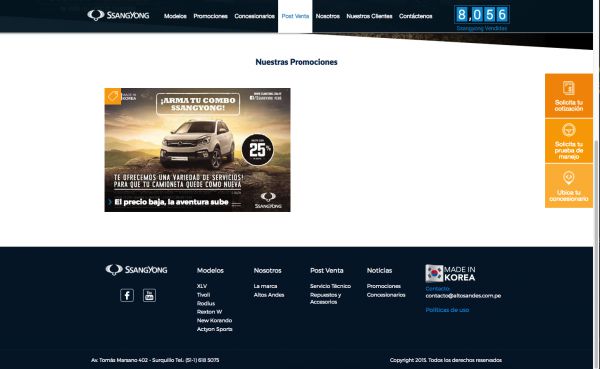 SSANGYONG
Modelos Promociones Concesionarios Post Venta Nosotros Nuestros Clientes Contáctanos
8,056
Ssangyong Vendidas
Nuestras Promociones
MADE IN
KOREA
¡ARMA TU COMBO
SSANGYONG!
25%
TE OFRECEMOS UNA VARIEDAD DE SERVICIOS
PARA QUE TU CAMIONETA QUEDE COMO NUEVA
El precio baja, la aventura sube
SSANGYONG
Solicita tu
cotización
Solicita tu
prueba de
manejo
Ubica tu
concesionario
SSANGYONG
Modelos
XLV
Tivoli
Rodius
Rexton W
New Korando
Actyon Sports
Nosotros
La marca
Altos Andes
Post Venta
Servicio Técnico
Repuestos y
Accesorios
Noticias
Promociones
Concesionarios
MADE IN
KOREA
Contacto:
contacto@altosandes.com.pe
Políticas de uso
Av. Tomás Marsano 402 - Surquillo Tel.: (51-1) 618 5075
Copyright 2015. Todos los derechos reservados